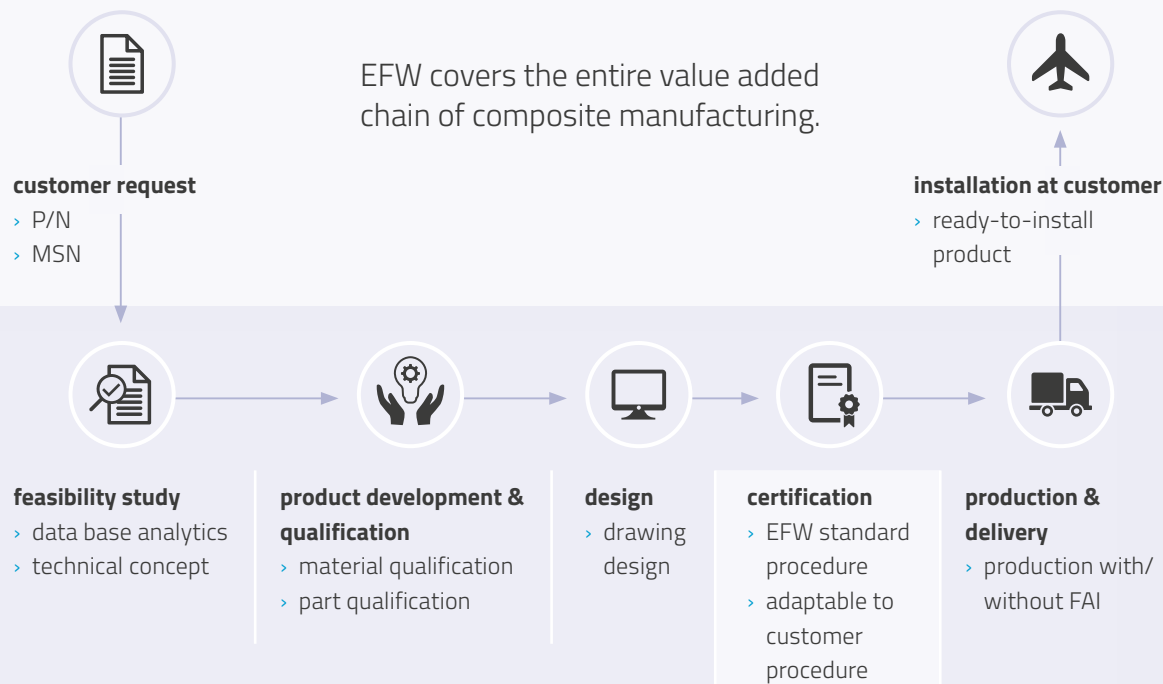 EFW covers the entire value added
chain of composite manufacturing.
customer request
› P/N
› MSN
installation at customer
› ready-to-install
product
feasibility study
› data base analytics
› technical concept
product development &
qualification
› material qualification
› part qualification
design
› drawing
design
certification
› EFW standard
procedure
› adaptable to
customer
procedure
production &
delivery
› production with/
without FAI